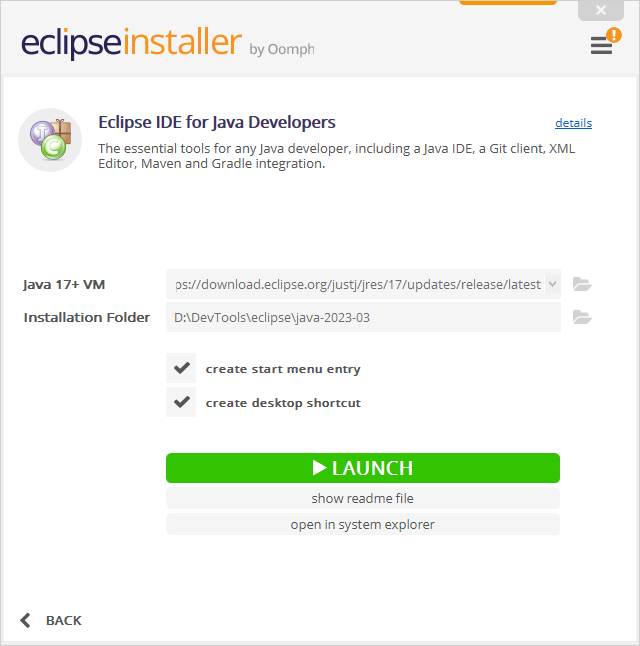 eclipseinstaller by Oomph
!
Eclipse IDE for Java Developers
details
The essential tools for any Java developer, including a Java IDE, a Git client, XML
Editor, Maven and Gradle integration.
J
C
Java 17+ VM
ps://download.eclipse.org/justj/jres/17/updates/release/latest
Installation Folder
D:\DevTools\eclipse\java-2023-03
create start menu entry
create desktop shortcut
LAUNCH
show readme file
open in system explorer
BACK